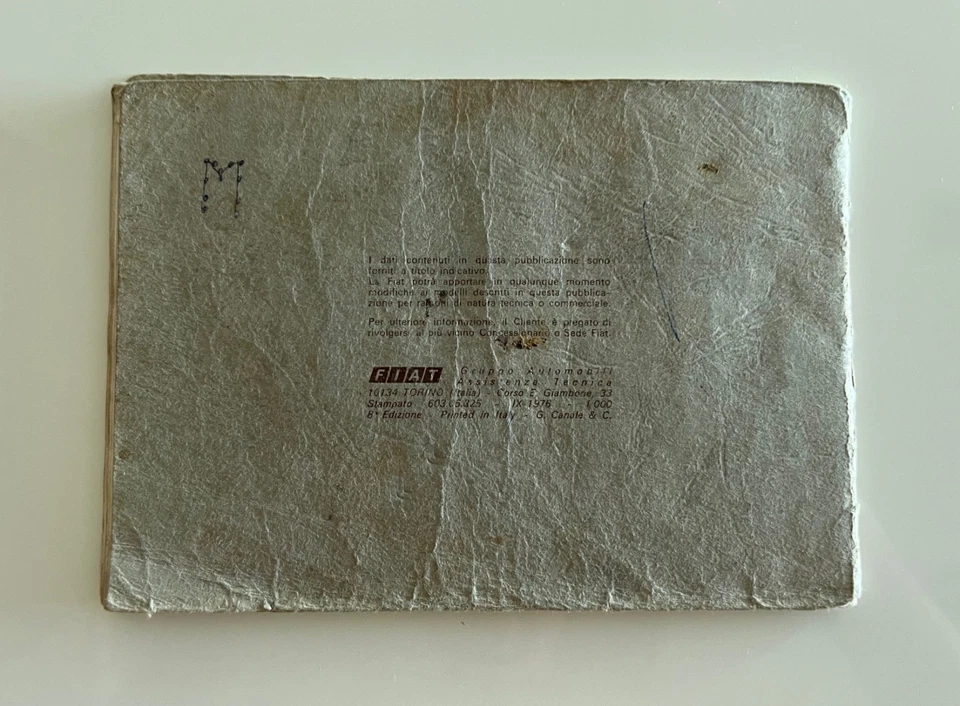 M
I dati contenuti in questa pubblicazione sono
forniti a titolo indicativo.
La Fiat potrà apportare in qualunque momento
modifiche ai modelli descritti in questa pubblica-
zione per ragioni di natura tecnica o commerciale.
Per ulteriori informazioni, il Cliente è pregato di
rivolgersi al più vicino Concessionario o Sede Fiat.
FIAT Gruppo Automobili
Assistenza Tecnica
10134 TORINO (Italia) - Corso E. Giambone, 33
Stampato 603.05.325 - IX-1976 - 1.000
8ª Edizione - Printed in Italy - G. Canale & C.